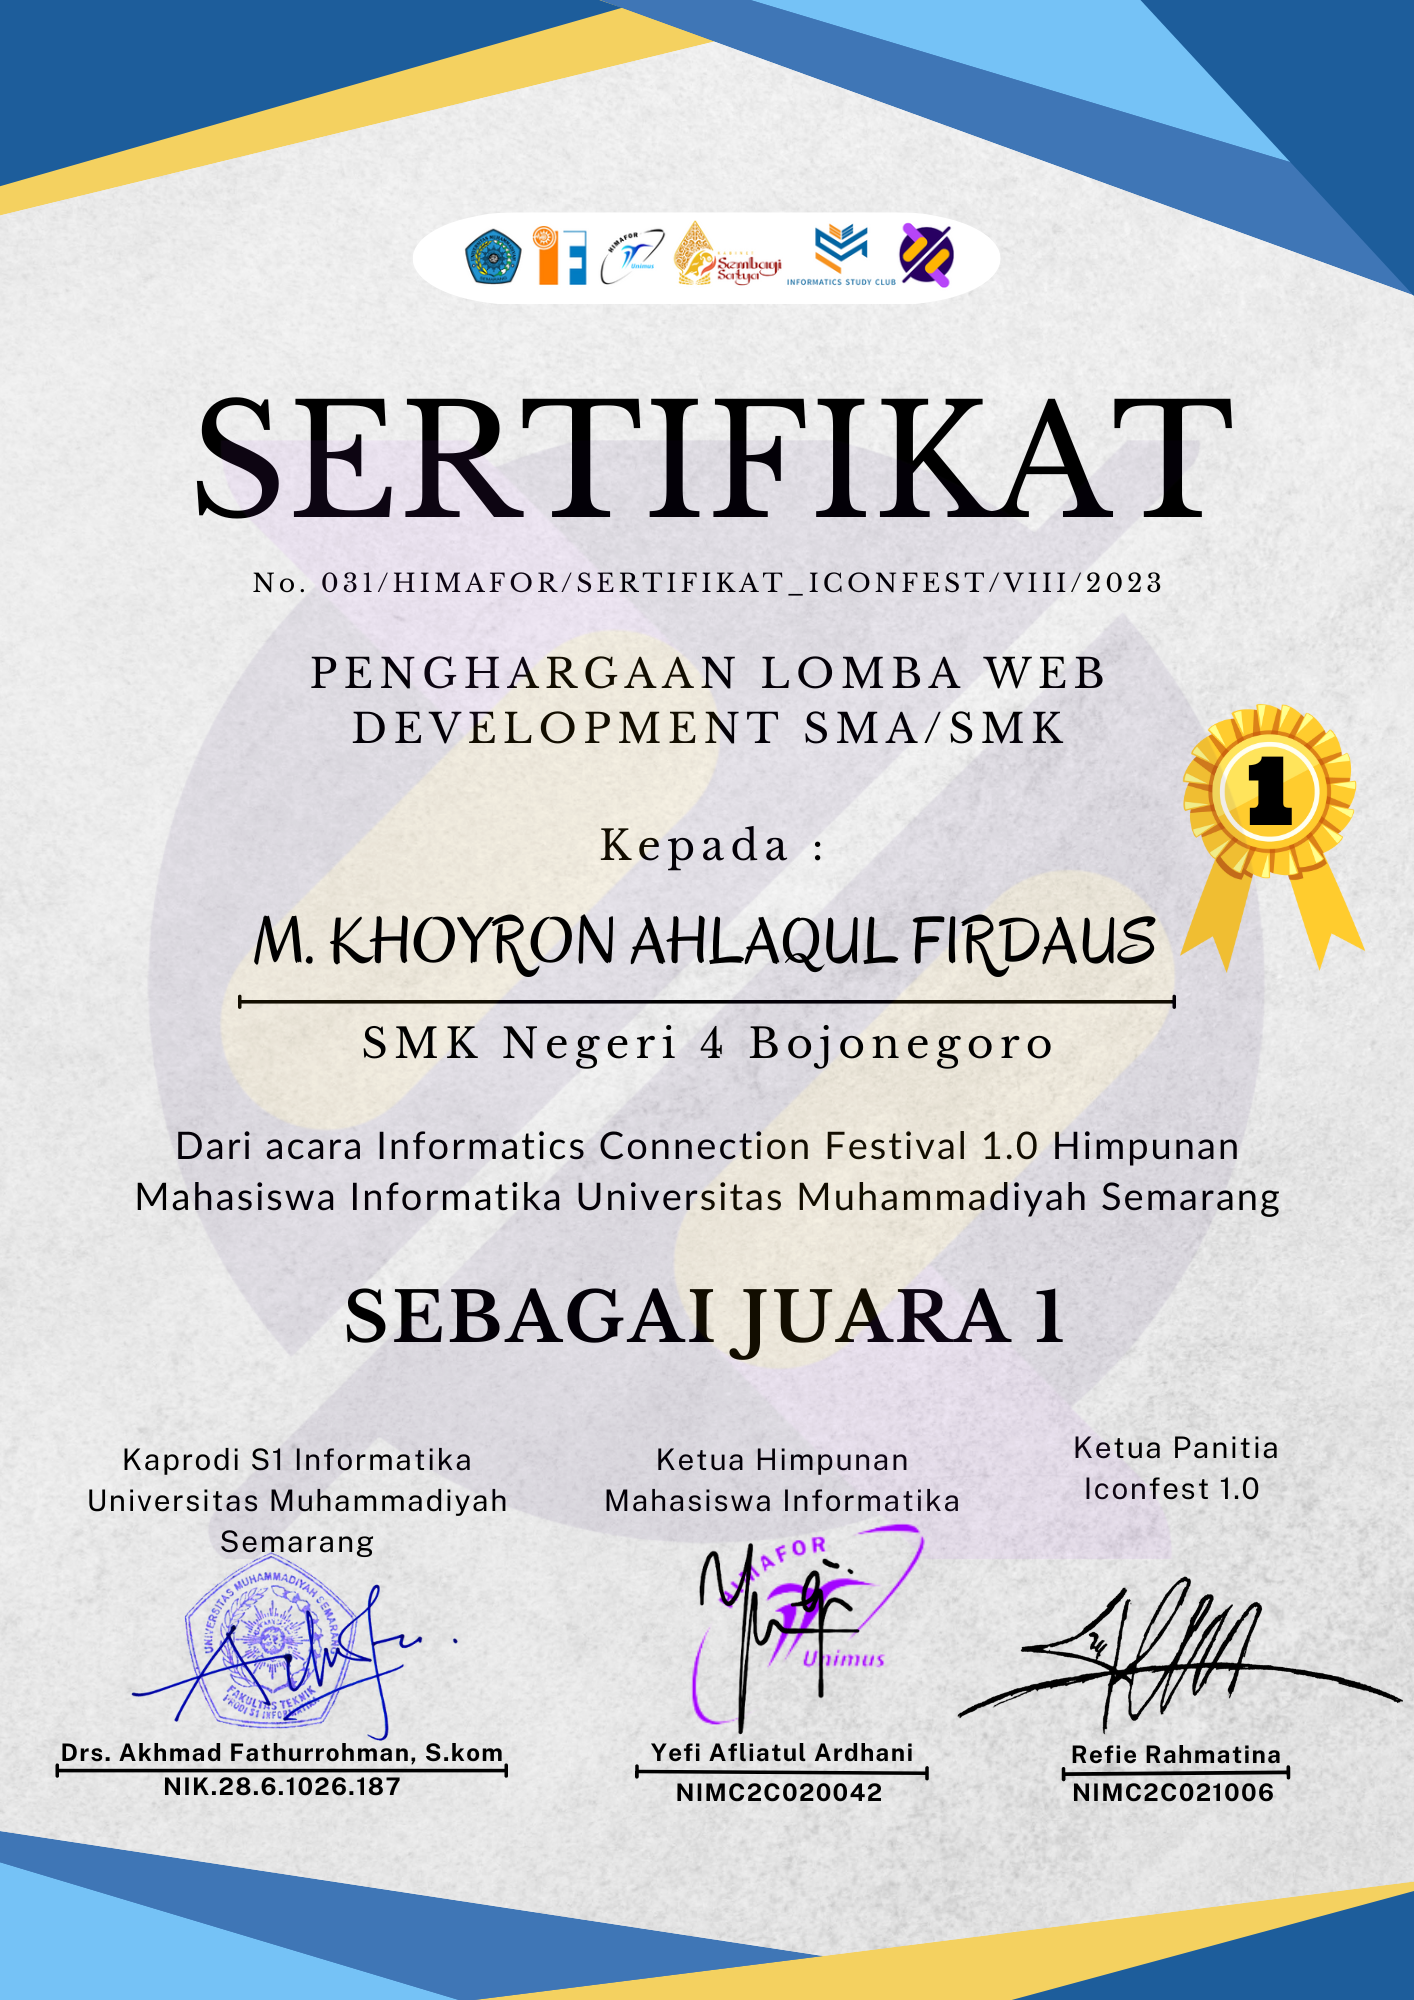 HIMAFOR
Unimus
Sembagi
Satya
INFORMATICS STUDY CLUB
SERTIFIKAT
No. 031/HIMAFOR/SERTIFIKAT_ICONFEST/VIII/2023
PENGHARGAAN LOMBA WEB
DEVELOPMENT SMA/SMK
1
Kepada :
M. KHOYRON AHLAQUL FIRDAUS
SMK Negeri 4 Bojonegoro
Dari acara Informatics Connection Festival 1.0 Himpunan
Mahasiswa Informatika Universitas Muhammadiyah Semarang
SEBAGAI JUARA 1
Kaprodi S1 Informatika
Universitas Muhammadiyah
Semarang
UNIVERSITAS MUHAMMADIYAH SEMARANG
FAKULTAS TEKNIK
PRODI S1 INFORMATIKA
Drs. Akhmad Fathurrohman, S.kom
NIK.28.6.1026.187
Ketua Himpunan
Mahasiswa Informatika
HIMAFOR
Unimus
Yefi Afliatul Ardhani
NIMC2C020042
Ketua Panitia
Iconfest 1.0
Refie Rahmatina
NIMC2C021006